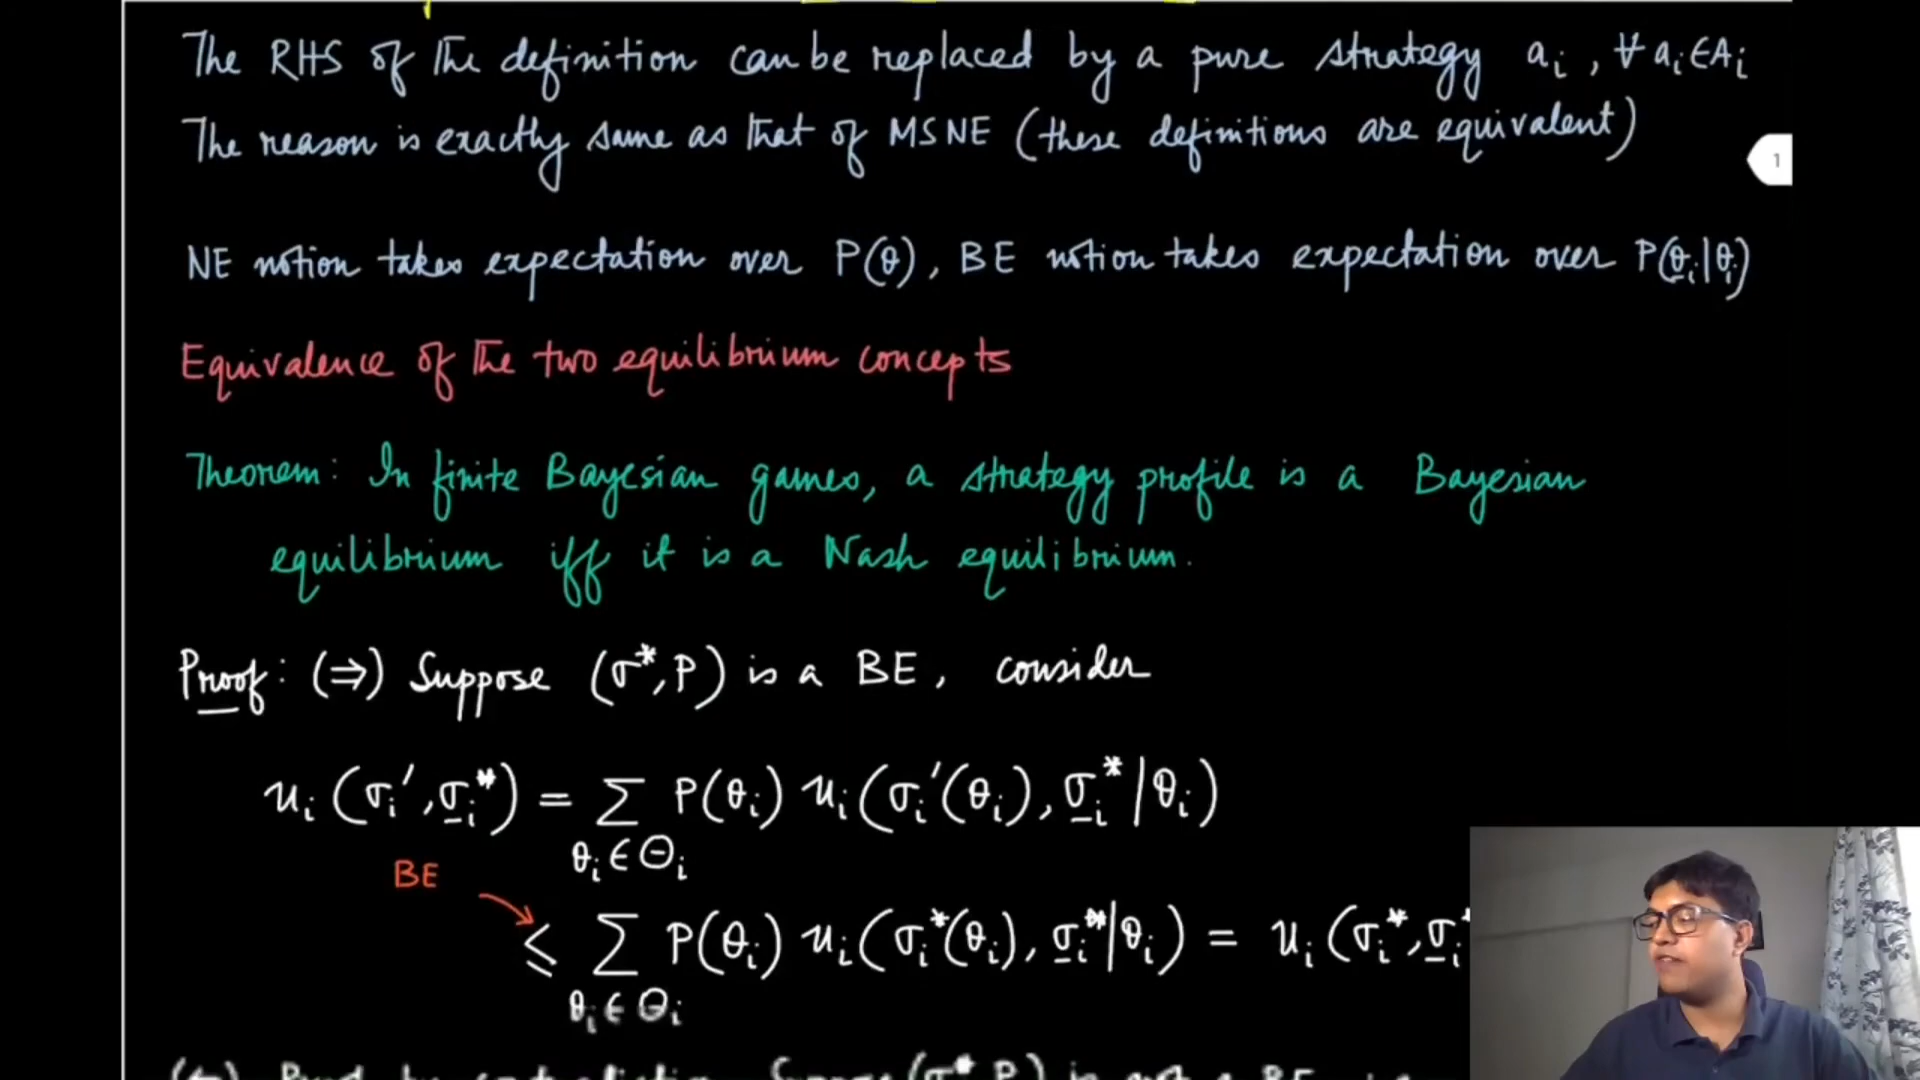 The RHS of the definition can be replaced by a pure strategy aᵢ, ∀ aᵢ∈Aᵢ
The reason is exactly same as that of MSNE (these definitions are equivalent)
1
NE notion takes expectation over P(θ), BE notion takes expectation over P(θ_₋ᵢ|θᵢ)
Equivalence of the two equilibrium concepts
Theorem: In finite Bayesian games, a strategy profile is a Bayesian
equilibrium iff it is a Nash equilibrium.
Proof: (⇒) Suppose (σ*, P) is a BE, consider
uᵢ(σᵢ', σ₋ᵢ*) = Σ P(θᵢ) uᵢ(σᵢ'(θᵢ), σ₋ᵢ*|θᵢ)
θᵢ∈Θᵢ
BE
≤ Σ P(θᵢ) uᵢ(σᵢ*(θᵢ), σ₋ᵢ*|θᵢ) = uᵢ(σᵢ*, σ₋ᵢ*
θᵢ∈Θᵢ